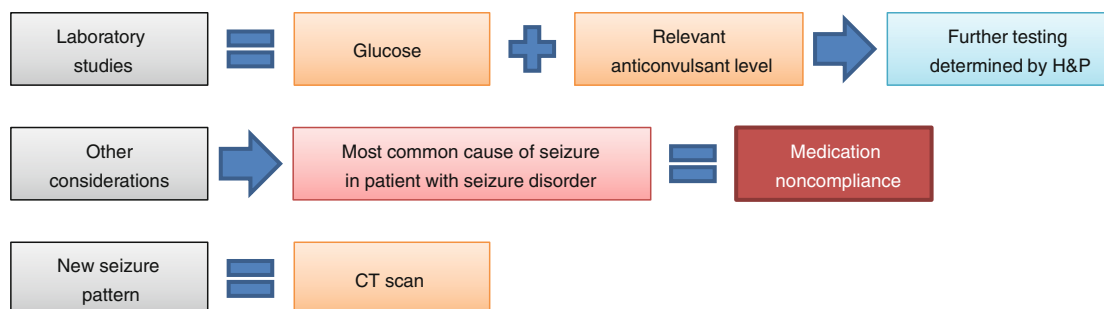 Laboratory
studies
Glucose
Relevant
anticonvulsant level
Further testing
determined by H&P
Other
considerations
Most common cause of seizure
in patient with seizure disorder
Medication
noncompliance
New seizure
pattern
CT scan